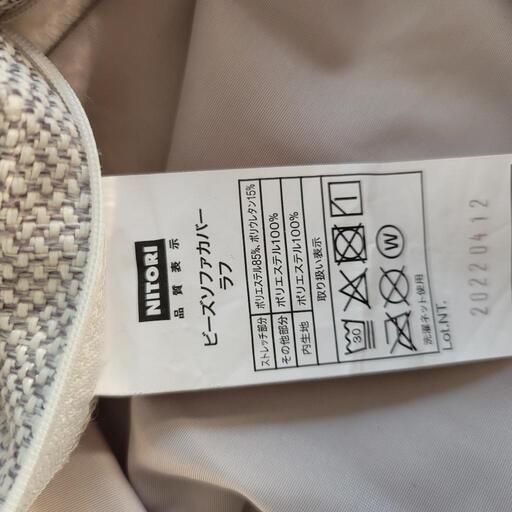 NITORI
品質表示
ビーズソファカバー
ラフ
ストレッチ部分 ポリエステル85%、ポリウレタン15%
その他部分 ポリエステル100%
内生地 ポリエステル100%
取り扱い表示
30
W
洗濯ネット使用
Loi.NT.
20220412